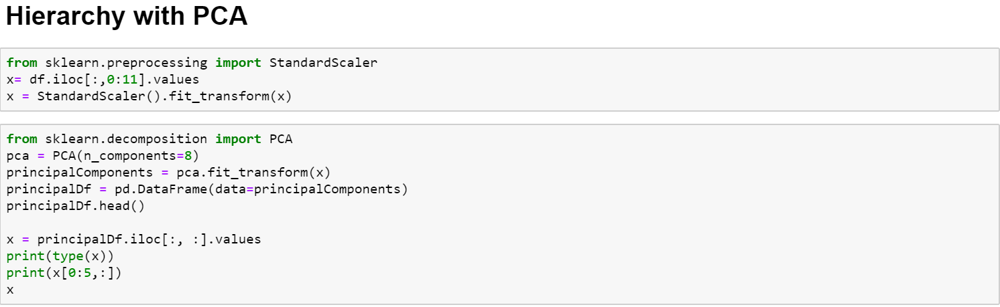 Hierarchy with PCA
from sklearn.preprocessing import StandardScaler
x= df.iloc[:,0:11].values
x = StandardScaler().fit_transform(x)
from sklearn.decomposition import PCA
pca = PCA(n_components=8)
principalComponents = pca.fit_transform(x)
principalDf = pd.DataFrame(data=principalComponents)
principalDf.head()
x = principalDf.iloc[:, :].values
print(type(x))
print(x[0:5,:])
x